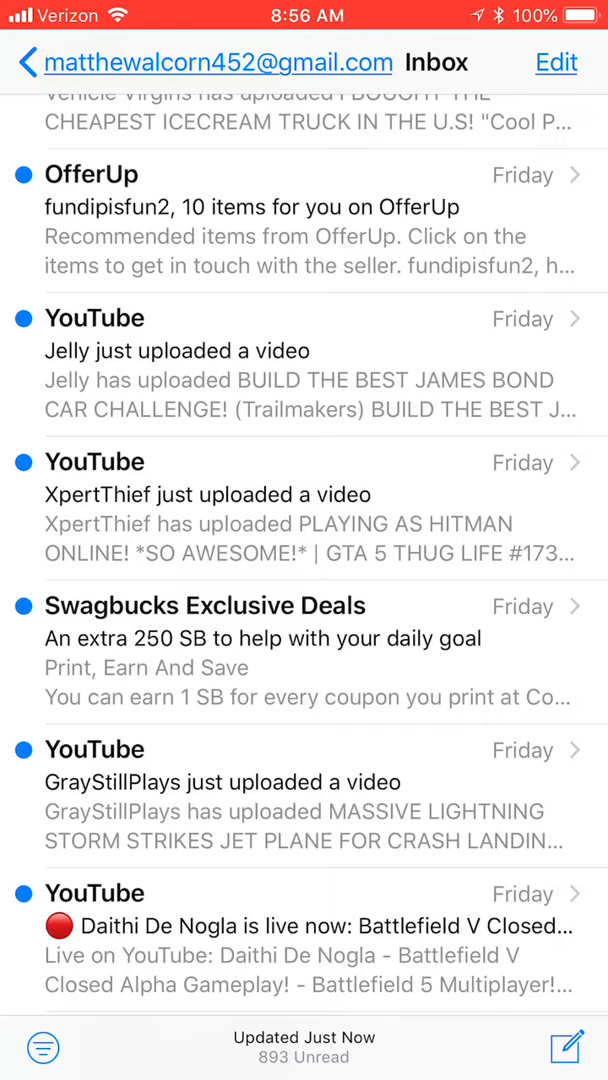 Verizon 8:56 AM 100%
matthewalcorn452@gmail.com Inbox Edit
Vehicle Virgins has uploaded I BOUGHT THE
CHEAPEST ICECREAM TRUCK IN THE U.S! "Cool P...
OfferUp Friday
fundipisfun2, 10 items for you on OfferUp
Recommended items from OfferUp. Click on the
items to get in touch with the seller. fundipisfun2, h...
YouTube Friday
Jelly just uploaded a video
Jelly has uploaded BUILD THE BEST JAMES BOND
CAR CHALLENGE! (Trailmakers) BUILD THE BEST J...
YouTube Friday
XpertThief just uploaded a video
XpertThief has uploaded PLAYING AS HITMAN
ONLINE! *SO AWESOME!* | GTA 5 THUG LIFE #173...
Swagbucks Exclusive Deals Friday
An extra 250 SB to help with your daily goal
Print, Earn And Save
You can earn 1 SB for every coupon you print at Co...
YouTube Friday
GrayStillPlays just uploaded a video
GrayStillPlays has uploaded MASSIVE LIGHTNING
STORM STRIKES JET PLANE FOR CRASH LANDIN...
YouTube Friday
🔴 Daithi De Nogla is live now: Battlefield V Closed...
Live on YouTube: Daithi De Nogla - Battlefield V
Closed Alpha Gameplay! - Battlefield 5 Multiplayer!...
Updated Just Now
893 Unread